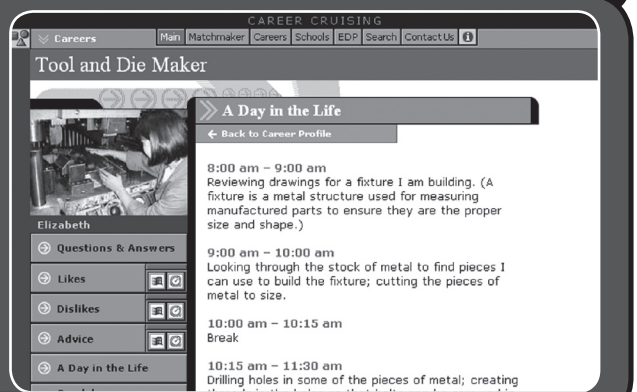 CAREER CRUISING
Careers
Main Matchmaker Careers Schools EDP Search Contact Us
Tool and Die Maker
A Day in the Life
Back to Career Profile
8:00 am – 9:00 am
Reviewing drawings for a fixture I am building. (A
fixture is a metal structure used for measuring
manufactured parts to ensure they are the proper
size and shape.)
9:00 am – 10:00 am
Looking through the stock of metal to find pieces I
can use to build the fixture; cutting the pieces of
metal to size.
10:00 am – 10:15 am
Break
10:15 am – 11:30 am
Drilling holes in some of the pieces of metal; creating
Elizabeth
Questions & Answers
Likes
Dislikes
Advice
A Day in the Life